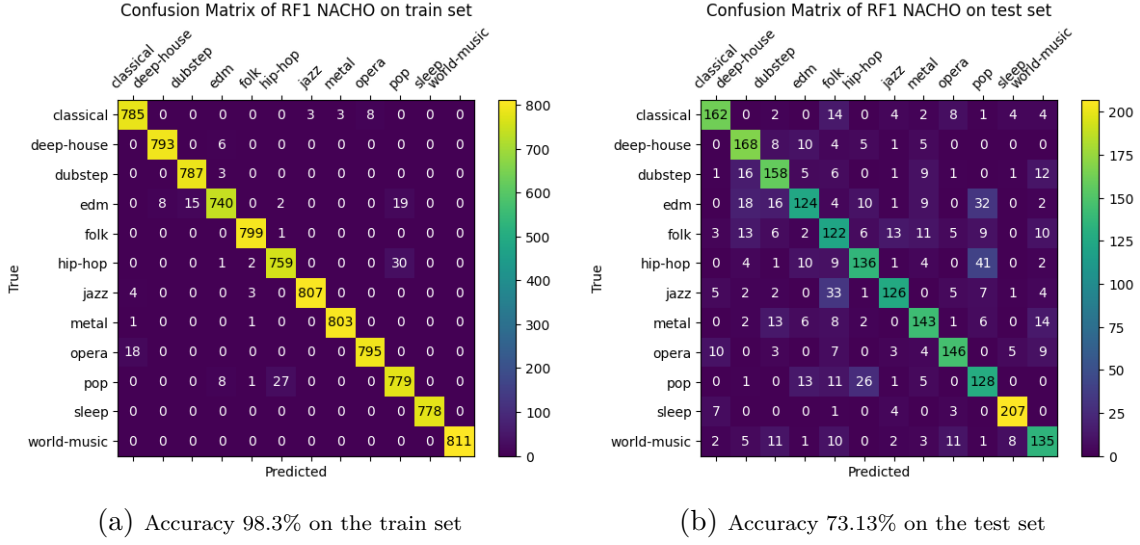 Confusion Matrix of RF1 NACHO on train set
classical deep-house dubstep edm folk hip-hop jazz metal opera pop sleep world-music
classical 785 0 0 0 0 0 3 3 8 0 0 0
deep-house 0 793 0 6 0 0 0 0 0 0 0 0
dubstep 0 0 787 3 0 0 0 0 0 0 0 0
edm 0 8 15 740 0 2 0 0 0 19 0 0
folk 0 0 0 0 799 1 0 0 0 0 0 0
hip-hop 0 0 0 1 2 759 0 0 0 30 0 0
jazz 4 0 0 0 3 0 807 0 0 0 0 0
metal 1 0 0 0 1 0 0 803 0 0 0 0
opera 18 0 0 0 0 0 0 0 795 0 0 0
pop 0 0 0 8 1 27 0 0 0 779 0 0
sleep 0 0 0 0 0 0 0 0 0 0 778 0
world-music 0 0 0 0 0 0 0 0 0 0 0 811
True
Predicted
800
700
600
500
400
300
200
100
0
(a) Accuracy 98.3% on the train set
Confusion Matrix of RF1 NACHO on test set
classical deep-house dubstep edm folk hip-hop jazz metal opera pop sleep world-music
classical 162 0 2 0 14 0 4 2 8 1 4 4
deep-house 0 168 8 10 4 5 1 5 0 0 0 0
dubstep 1 16 158 5 6 0 1 9 1 0 1 12
edm 0 18 16 124 4 10 1 9 0 32 0 2
folk 3 13 6 2 122 6 13 11 5 9 0 10
hip-hop 0 4 1 10 9 136 1 4 0 41 0 2
jazz 5 2 2 0 33 0 126 0 5 7 1 4
metal 0 2 13 6 8 2 0 143 1 6 0 14
opera 10 0 3 0 7 0 3 4 146 0 5 9
pop 0 1 0 13 11 26 1 5 0 128 0 0
sleep 7 0 0 0 1 0 4 0 3 0 207 0
world-music 2 5 11 1 10 0 2 3 11 1 8 135
True
Predicted
200
175
150
125
100
75
50
25
0
(b) Accuracy 73.13% on the test set